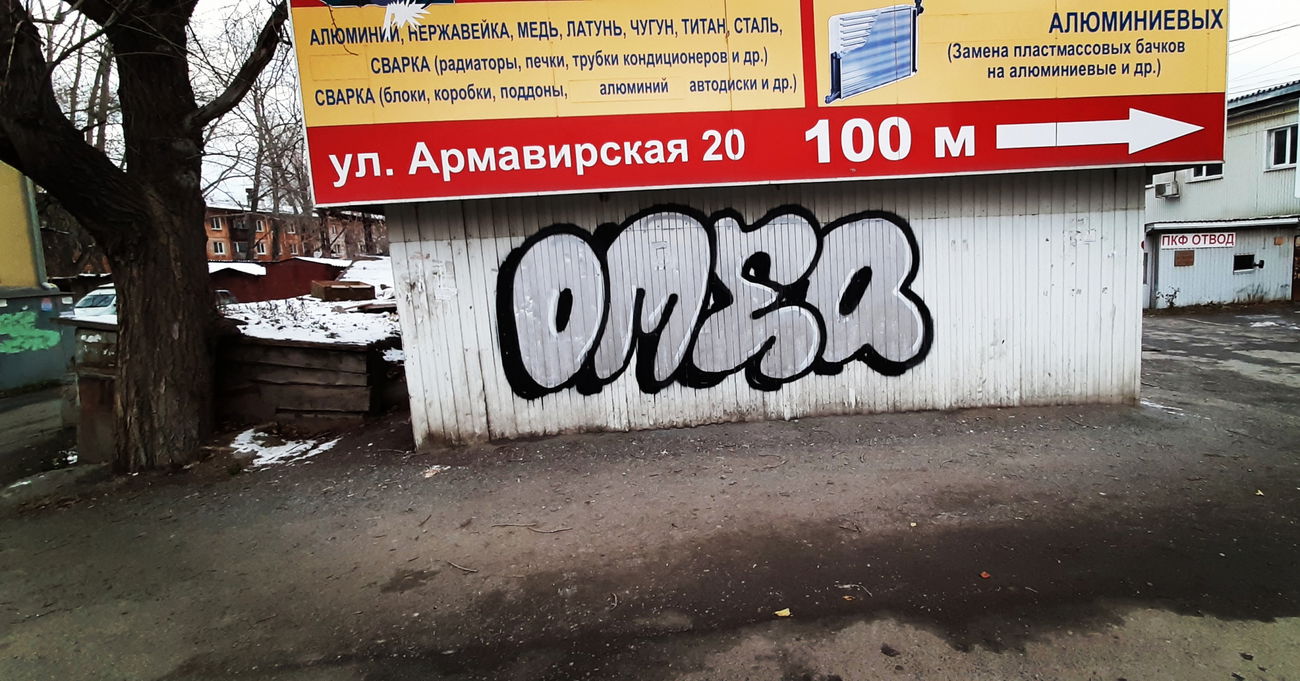 АЛЮМИНИЙ, НЕРЖАВЕЙКА, МЕДЬ, ЛАТУНЬ, ЧУГУН, ТИТАН, СТАЛЬ,
СВАРКА (радиаторы, печки, трубки кондиционеров и др.)
СВАРКА (блоки, коробки, поддоны, алюминий автодиски и др.)
АЛЮМИНИЕВЫХ
(Замена пластмассовых бачков
на алюминиевые и др.)
ул. Армавирская 20 100 м
ПКФ ОТВОД
OMEA